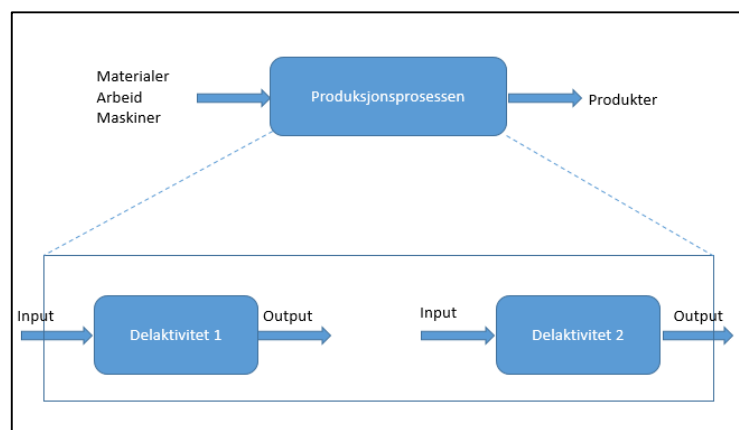 Materialer
Arbeid
Maskiner
Produksjonsprosessen
Produkter
Input
Delaktivitet 1
Output
Input
Delaktivitet 2
Output